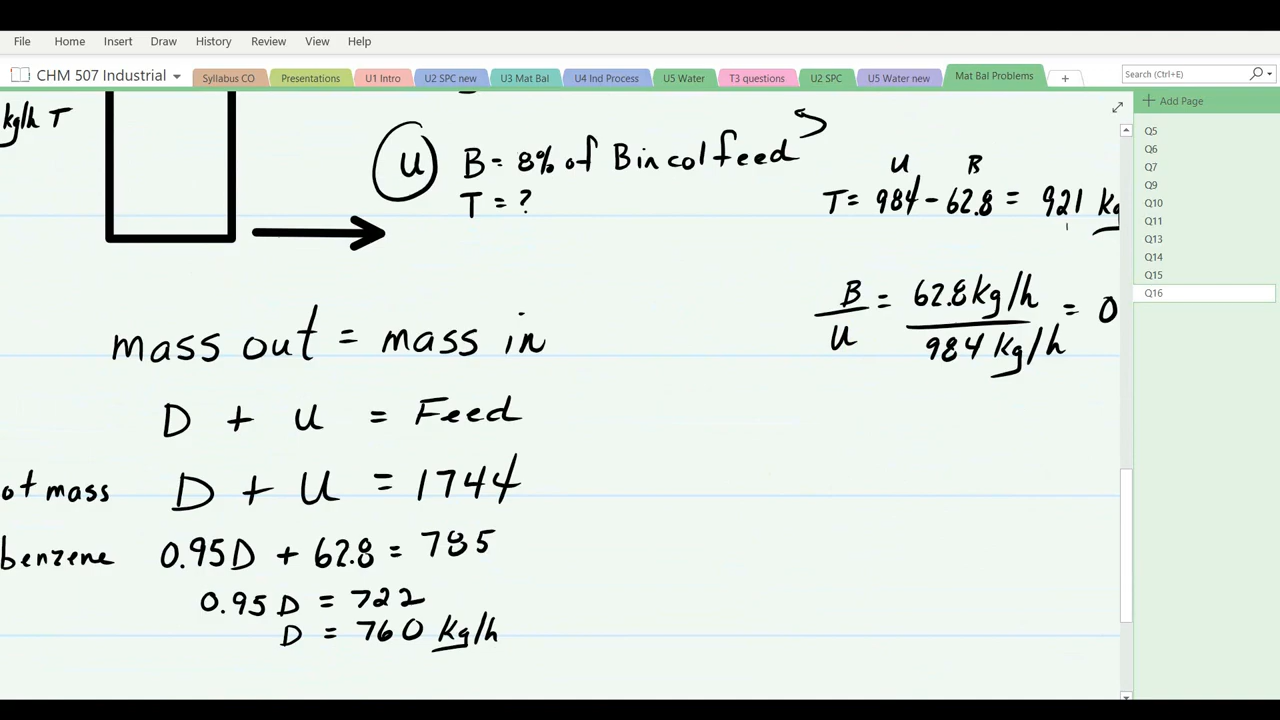 File Home Insert Draw History Review View Help
CHM 507 Industrial Syllabus CO Presentations U1 Intro U2 SPC new U3 Mat Bal U4 Ind Process U5 Water T3 questions U2 SPC U5 Water new Mat Bal Problems + Search (Ctrl+E)
+ Add Page
Q5
Q6
Q7
Q9
Q10
Q11
Q13
Q14
Q15
Q16
kg/h T
U B = 8% of B in col feed
T = ?
U B
T = 984 - 62.8 = 921 kg
B = 62.8 kg/h = 0
U 984 kg/h
mass out = mass in
D + U = Feed
of mass D + U = 1744
benzene 0.95D + 62.8 = 785
0.95 D = 722
D = 760 kg/h